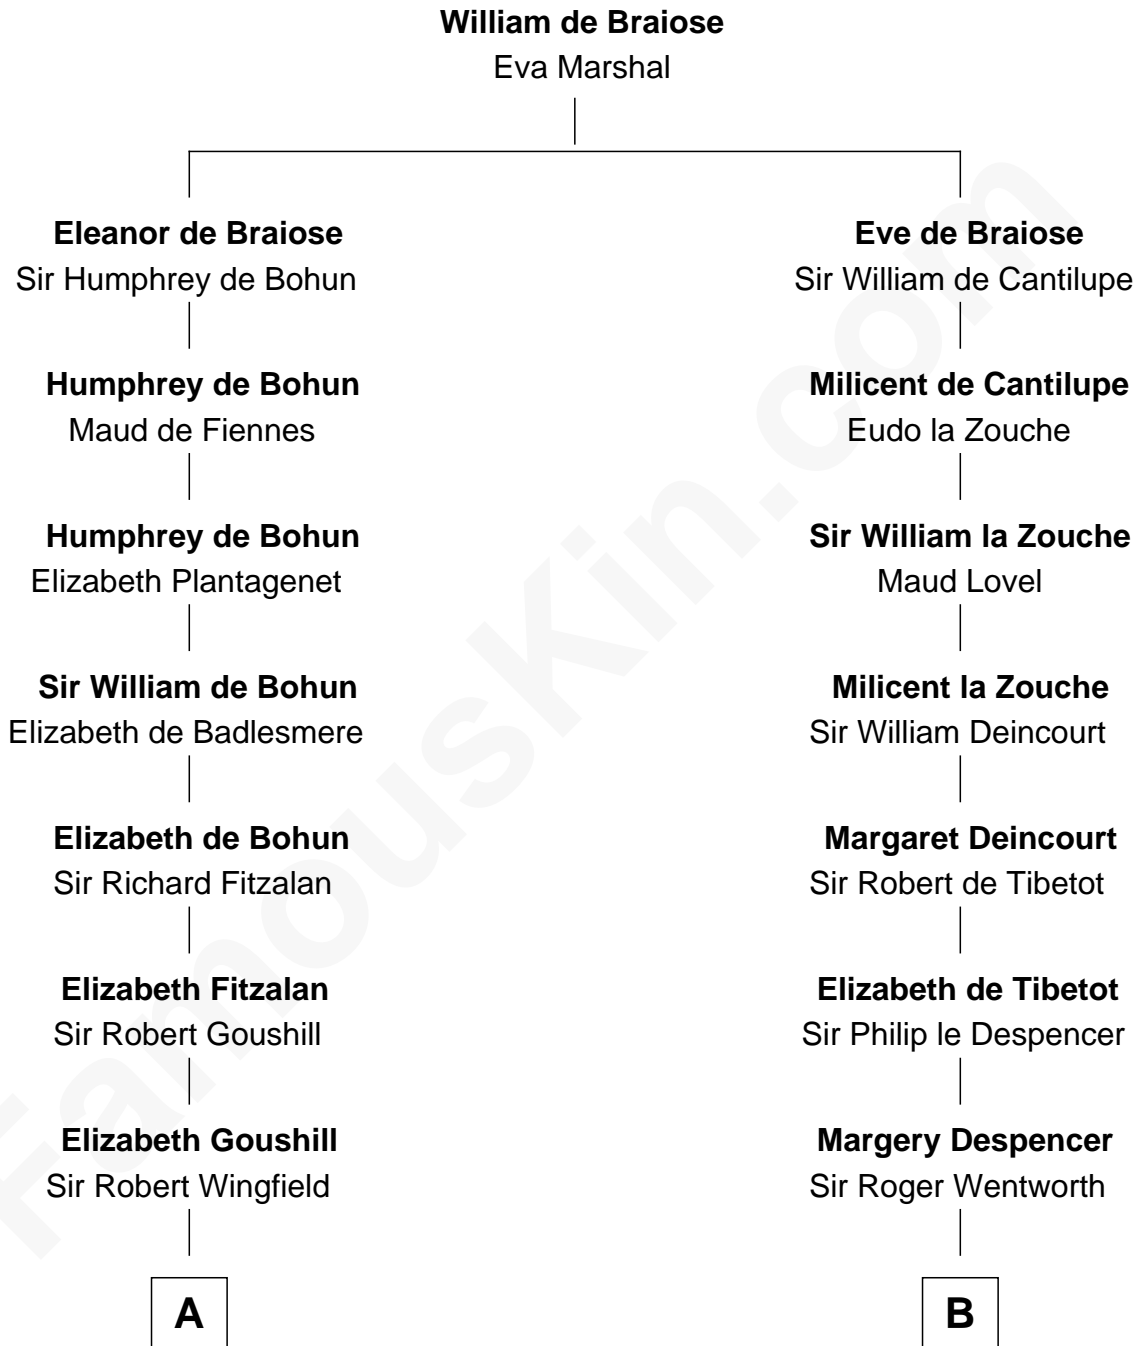 William de Braiose
Eva Marshal
Eleanor de Braiose
Sir Humphrey de Bohun
Humphrey de Bohun
Maud de Fiennes
Humphrey de Bohun
Elizabeth Plantagenet
Sir William de Bohun
Elizabeth de Badlesmere
Elizabeth de Bohun
Sir Richard Fitzalan
Elizabeth Fitzalan
Sir Robert Goushill
Elizabeth Goushill
Sir Robert Wingfield
A
Eve de Braiose
Sir William de Cantilupe
Milicent de Cantilupe
Eudo la Zouche
Sir William la Zouche
Maud Lovel
Milicent la Zouche
Sir William Deincourt
Margaret Deincourt
Sir Robert de Tibetot
Elizabeth de Tibetot
Sir Philip le Despencer
Margery Despencer
Sir Roger Wentworth
B
FamousKin.com